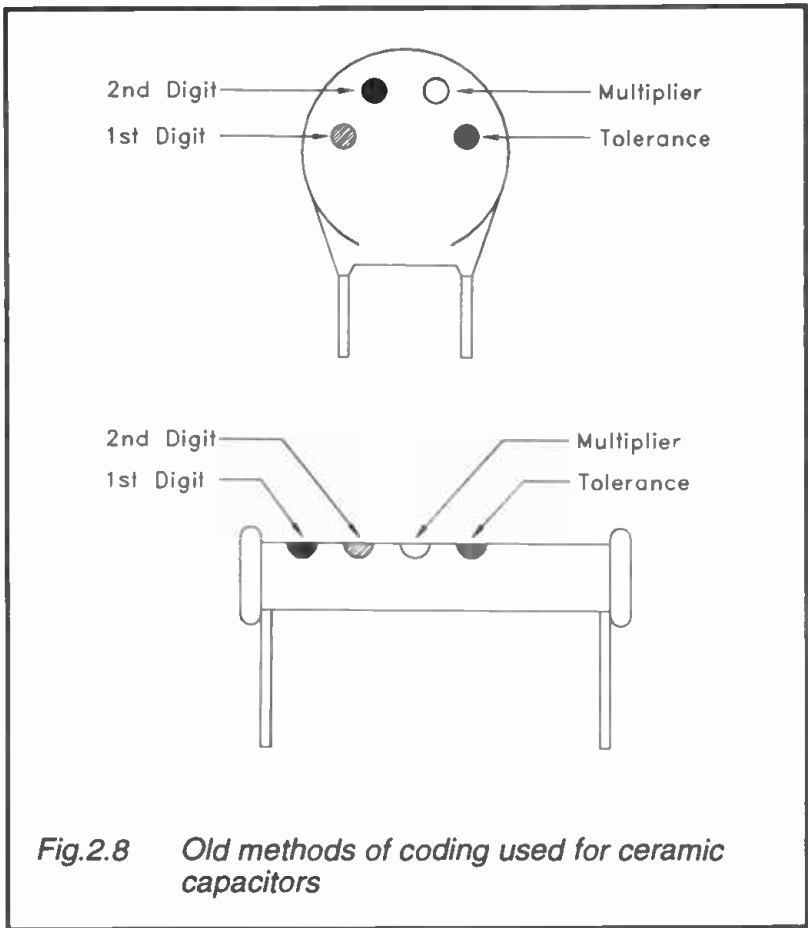 2nd Digit
Multiplier
1st Digit
Tolerance
2nd Digit
Multiplier
1st Digit
Tolerance
Fig.2.8 Old methods of coding used for ceramic
capacitors